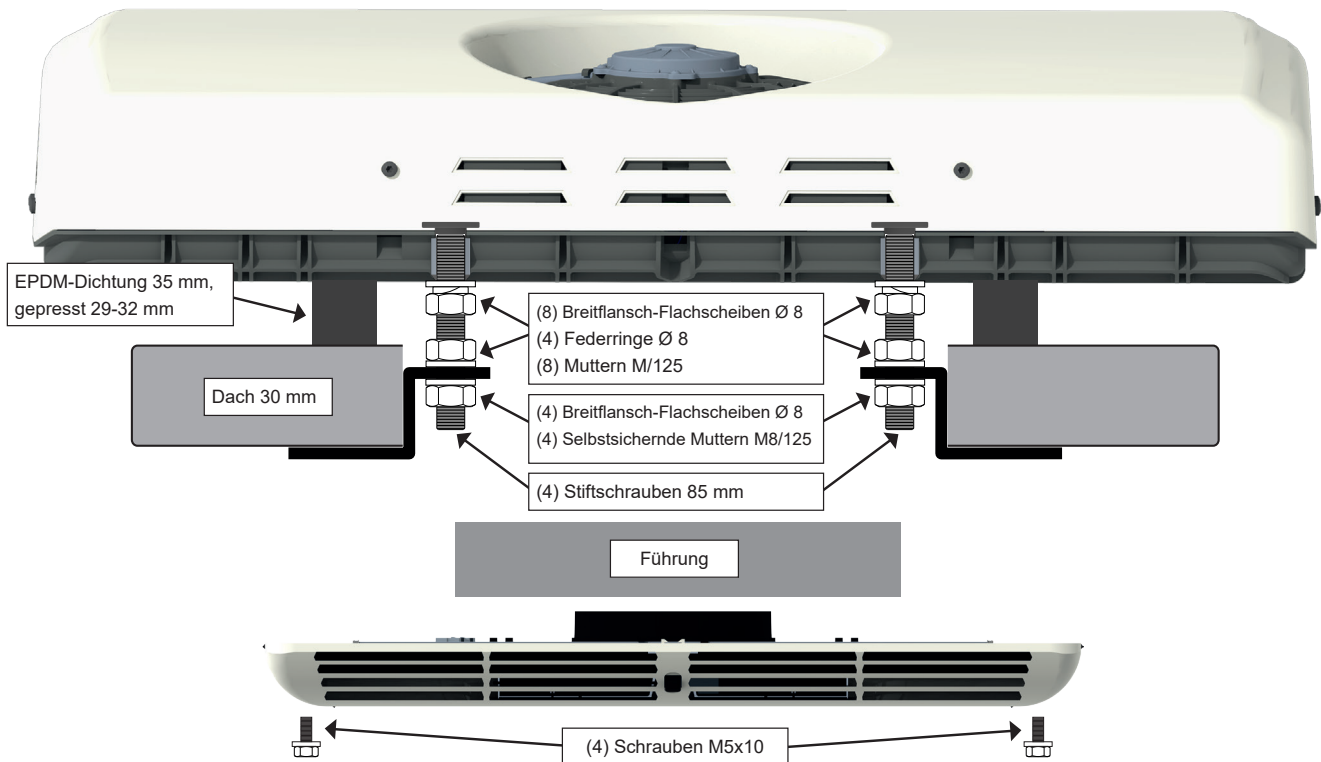 EPDM-Dichtung 35 mm,
gepresst 29-32 mm
(8) Breitflansch-Flachscheiben Ø 8
(4) Federringe Ø 8
(8) Muttern M/125
Dach 30 mm
(4) Breitflansch-Flachscheiben Ø 8
(4) Selbstsichernde Muttern M8/125
(4) Stiftschrauben 85 mm
Führung
(4) Schrauben M5x10